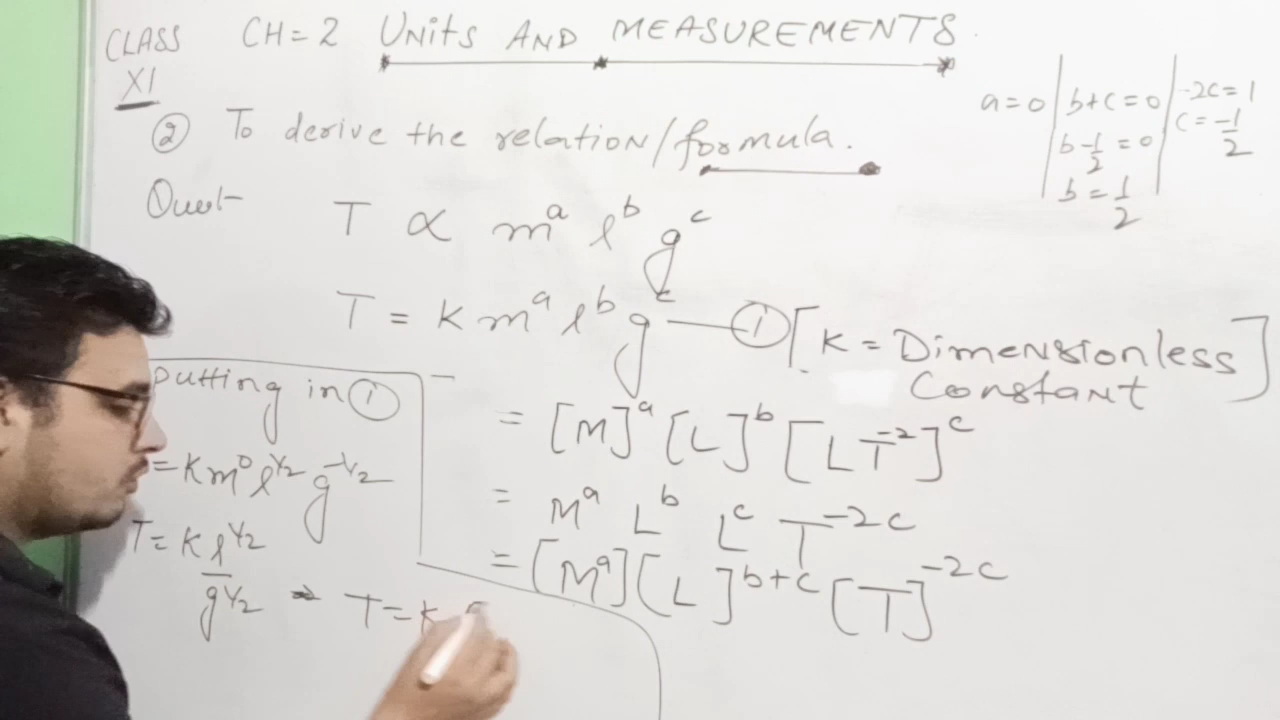 CLASS XI
CH = 2 UNITS AND MEASUREMENTS
② To derive the relation/formula.
a = 0 | b+c = 0 | -2c = 1
b - 1/2 = 0 | c = -1/2
b = 1/2
T ∝ m^a l^b g^c
T = K m^a l^b g^c — ① [K = Dimensionless
Constant]
= [M]^a [L]^b [LT^-2]^c
= M^a L^b L^c T^-2c
= [M^a] [L]^b+c [T]^-2c
putting in ①
= K m^0 l^1/2 g^-1/2
T = K l^1/2 / g^1/2 ⇒ T = K